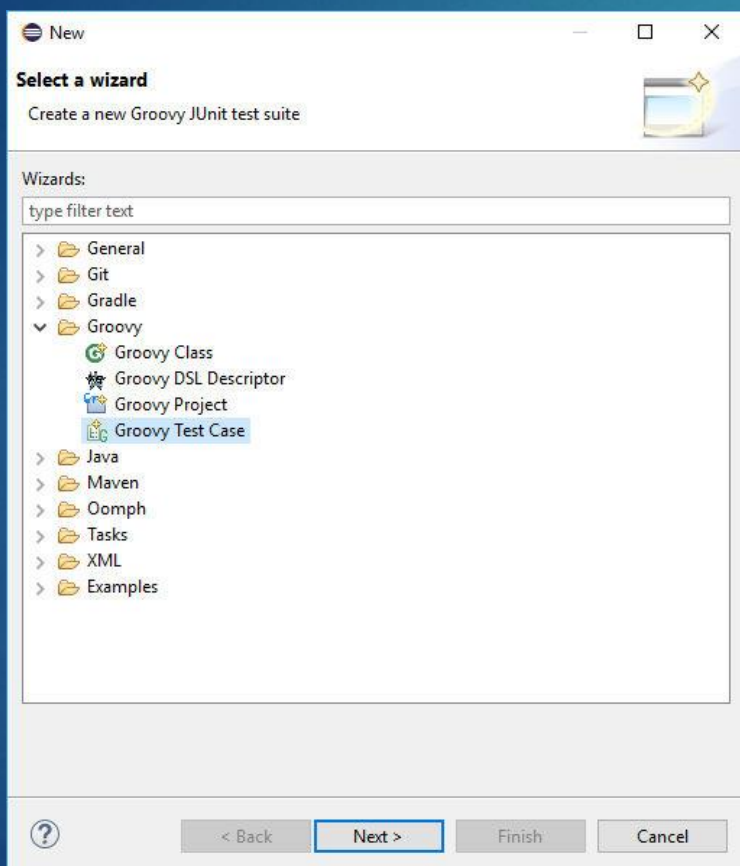 New
Select a wizard
Create a new Groovy JUnit test suite
Wizards:
type filter text
General
Git
Gradle
Groovy
Groovy Class
Groovy DSL Descriptor
Groovy Project
Groovy Test Case
Java
Maven
Oomph
Tasks
XML
Examples
< Back Next > Finish Cancel